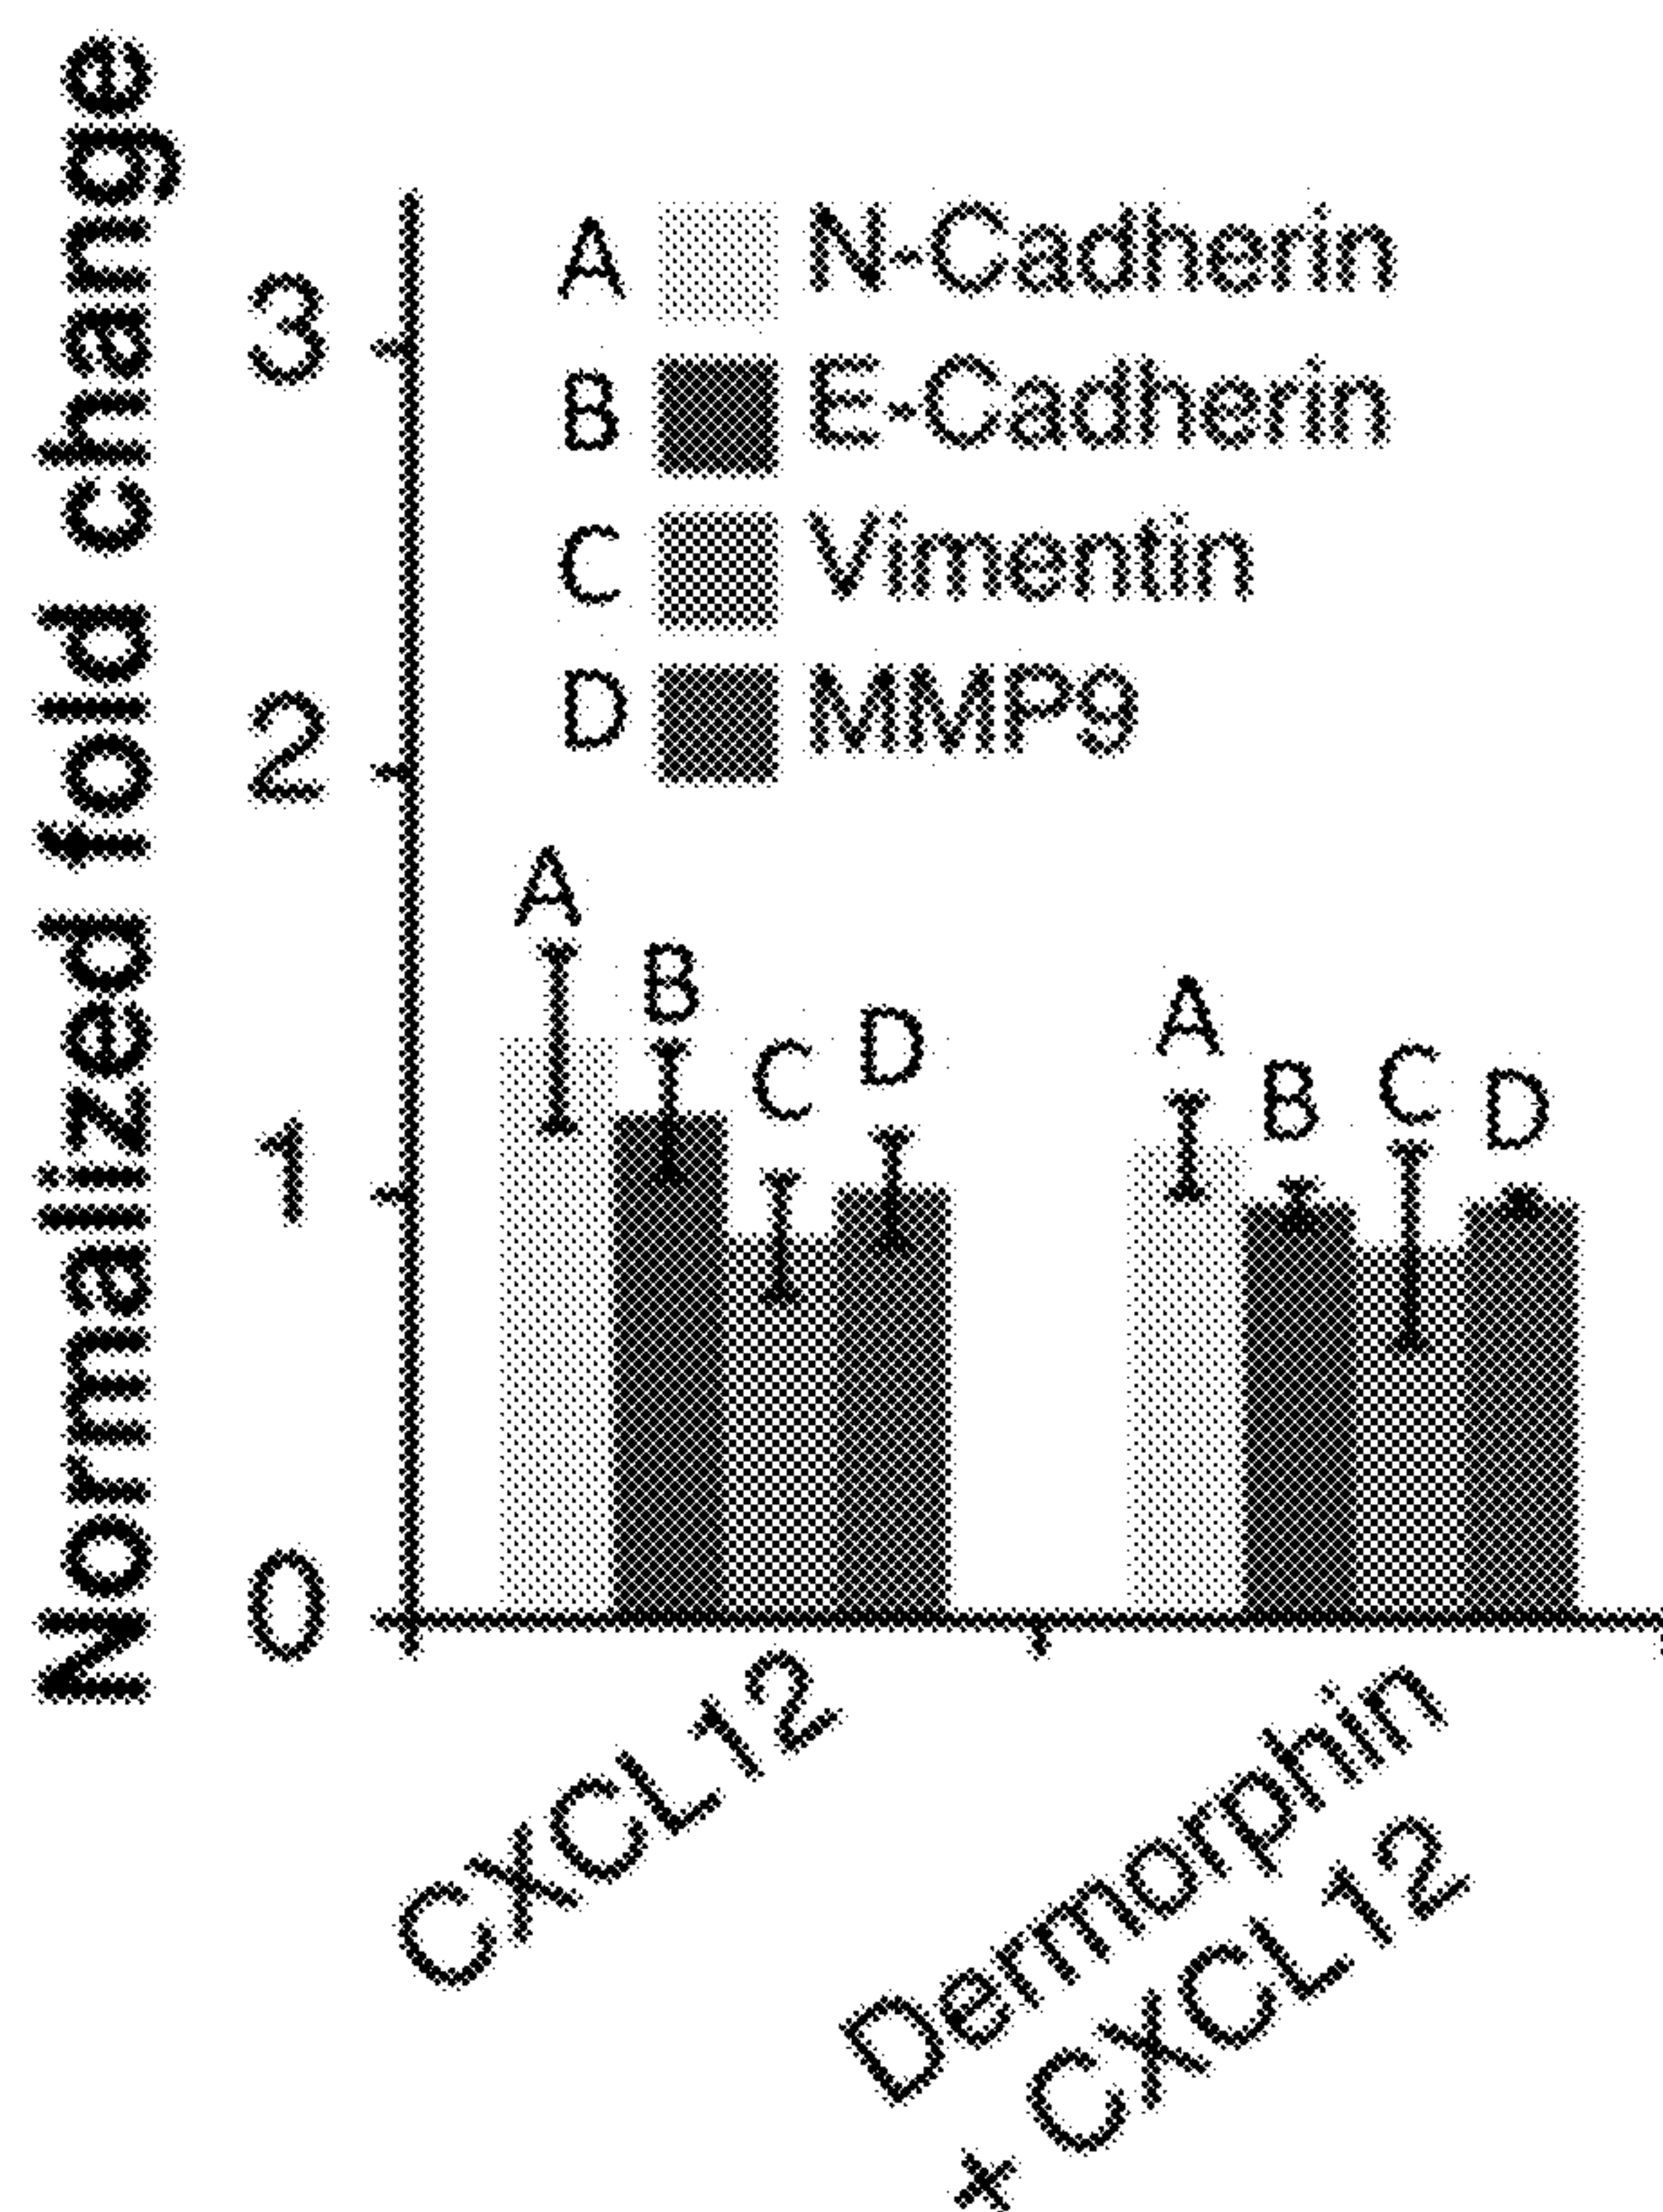 Normalized fold change
3
2
1
0
A N-Cadherin
B E-Cadherin
C Vimentin
D MMP9
A B C D
A B C D
CXCL12
Dermorphin
+ CXCL12